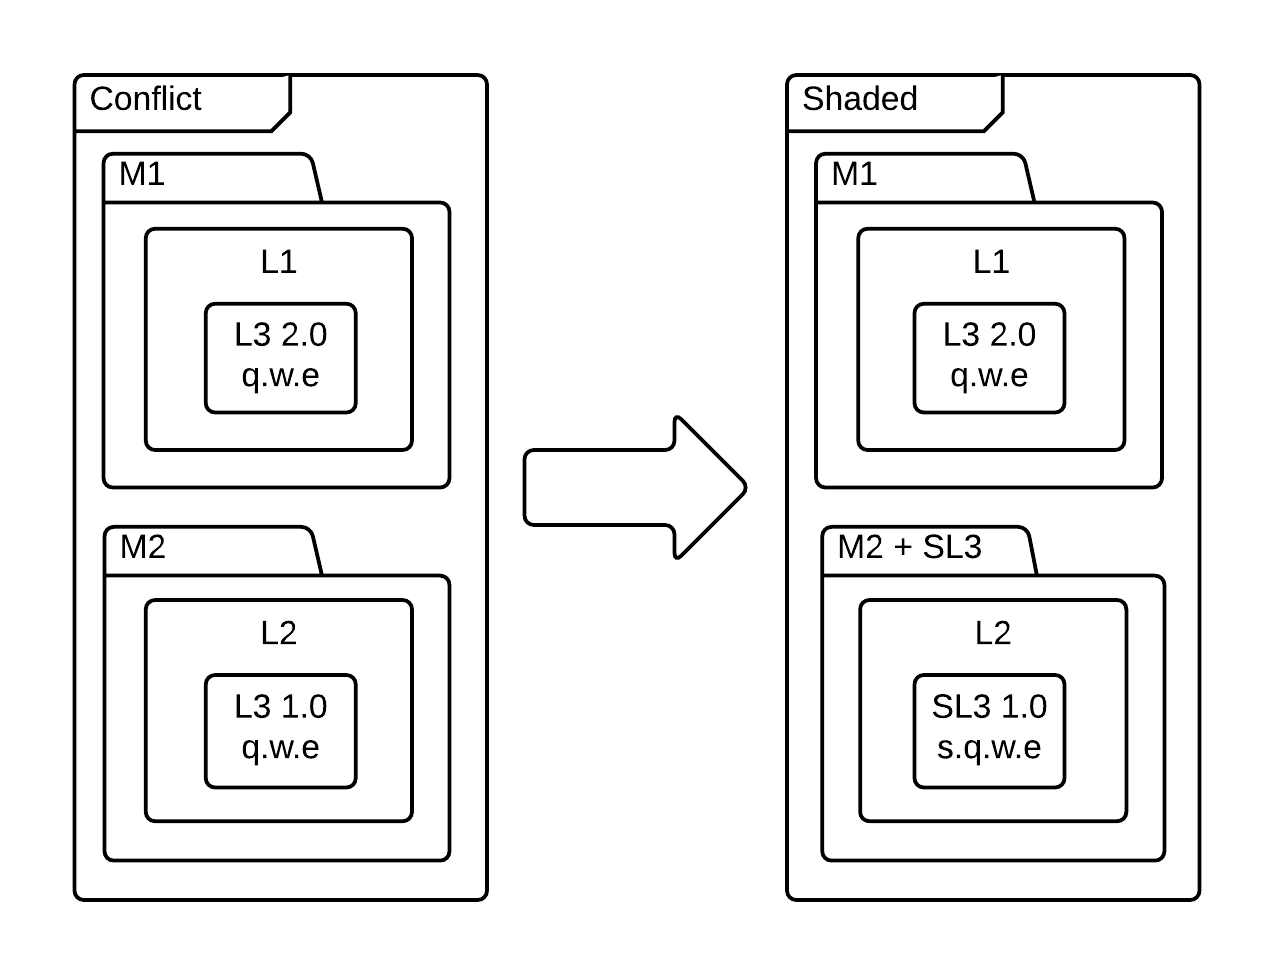 Conflict
M1
L1
L3 2.0
q.w.e
M2
L2
L3 1.0
q.w.e
Shaded
M1
L1
L3 2.0
q.w.e
M2 + SL3
L2
SL3 1.0
s.q.w.e